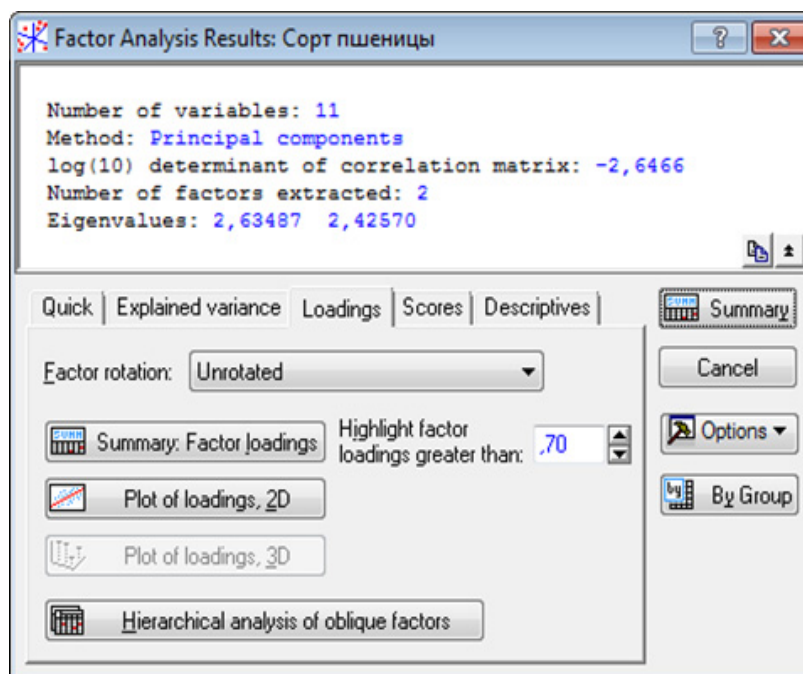 Factor Analysis Results: Сорт пшеницы
Number of variables: 11
Method: Principal components
log(10) determinant of correlation matrix: -2,6466
Number of factors extracted: 2
Eigenvalues: 2,63487 2,42570
Quick Explained variance Loadings Scores Descriptives
Summary
Factor rotation: Unrotated
Cancel
Summary: Factor loadings
Highlight factor
loadings greater than: ,70
Options
Plot of loadings, 2D
By Group
Plot of loadings, 3D
Hierarchical analysis of oblique factors